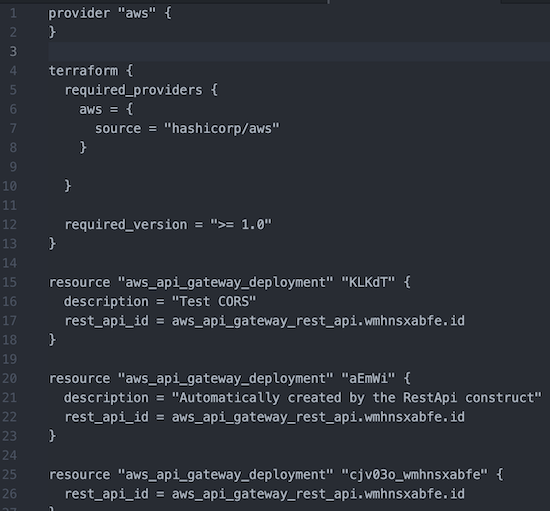 1 provider "aws" {
2 }
3
4 terraform {
5   required_providers {
6     aws = {
7       source = "hashicorp/aws"
8     }
9
10   }
11
12   required_version = ">= 1.0"
13 }
14
15 resource "aws_api_gateway_deployment" "KLKdT" {
16   description = "Test CORS"
17   rest_api_id = aws_api_gateway_rest_api.wmhnsxabfe.id
18 }
19
20 resource "aws_api_gateway_deployment" "aEmWi" {
21   description = "Automatically created by the RestApi construct"
22   rest_api_id = aws_api_gateway_rest_api.wmhnsxabfe.id
23 }
24
25 resource "aws_api_gateway_deployment" "cjv03o_wmhnsxabfe" {
26   rest_api_id = aws_api_gateway_rest_api.wmhnsxabfe.id